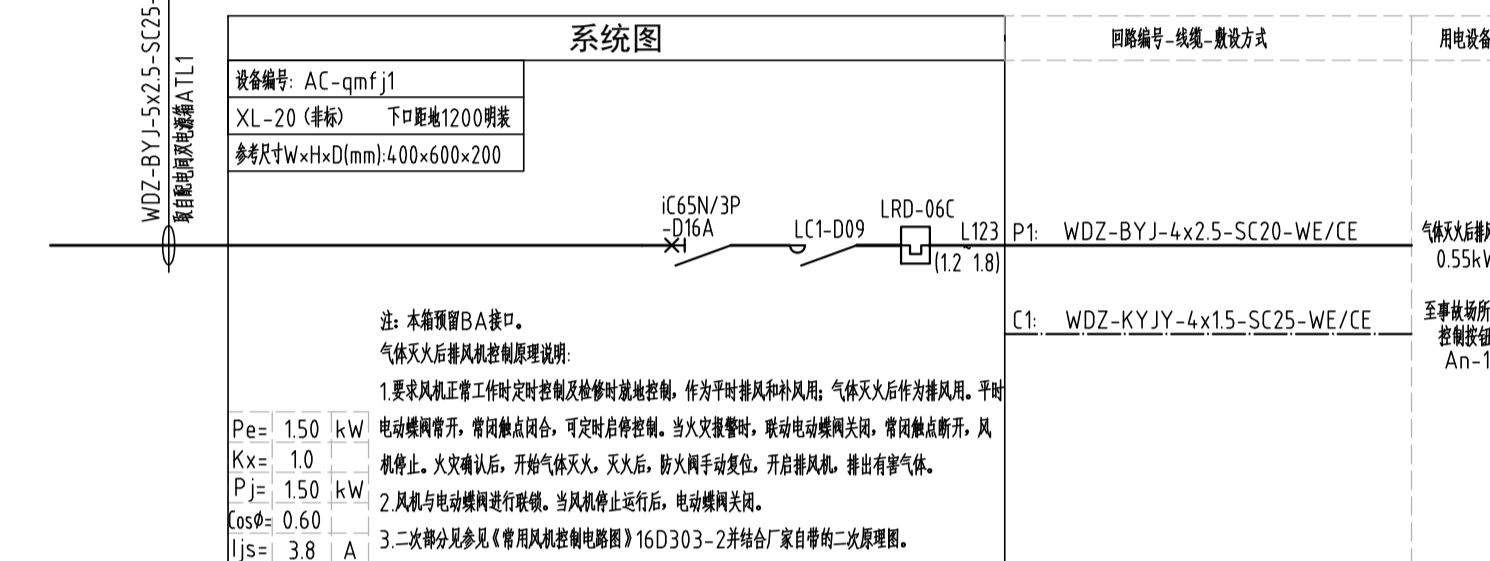 WDZ-BYJ-5x2.5-SC25-
取自配电间双电源箱ATL1
系统图
回路编号-线缆-敷设方式
用电设备
设备编号: AC-qmfj1
XL-20 (非标) 下口距地1200明装
参考尺寸W×H×D(mm):400×600×200
iC65N/3P
-D16A
LC1-D09
LRD-06C
(1.2~1.8)
L123
P1: WDZ-BYJ-4x2.5-SC20-WE/CE
气体灭火后排风
0.55kW
C1: WDZ-KYJY-4x1.5-SC25-WE/CE
至事故场所
控制按钮
An-1
注: 本箱预留BA接口。
气体灭火后排风机控制原理说明:
1.要求风机正常工作时定时控制及检修时就地控制, 作为平时排风和补风用; 气体灭火后作为排风用。平时
电动蝶阀常开, 常闭触点闭合, 可定时启停控制。当火灾报警时, 联动电动蝶阀关闭, 常闭触点断开, 风
机停止。火灾确认后, 开始气体灭火, 灭火后, 防火阀手动复位, 开启排风机, 排出有害气体。
2.风机与电动蝶阀进行联锁。当风机停止运行后, 电动蝶阀关闭。
3.二次部分见参见《常用风机控制电路图》16D303-2并结合厂家自带的二次原理图。
Pe= 1.50 kW
Kx= 1.0
Pj= 1.50 kW
CosØ= 0.60
Ijs= 3.8 A